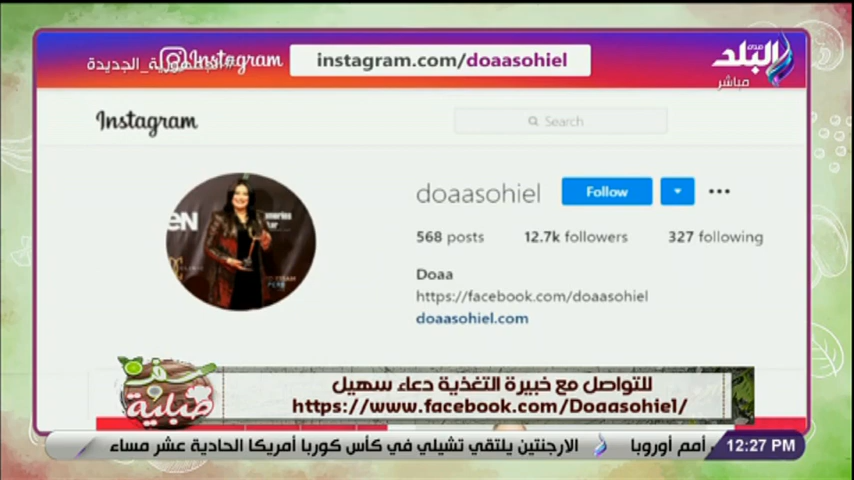 #الجمهورية_الجديدة
Instagram
instagram.com/doaasohiel
صدى البلد
مباشر
Instagram
Search
doaasohiel
Follow
568 posts 12.7k followers 327 following
Doaa
https://facebook.com/doaasohiel
doaasohiel.com
سفرة و طبلية
للتواصل مع خبيرة التغذية دعاء سهيل
https://www.facebook.com/Doaasohiel/
أمم أوروبا الارجنتين يلتقي تشيلي في كأس كوربا أمريكا الحادية عشر مساء
12:27 PM